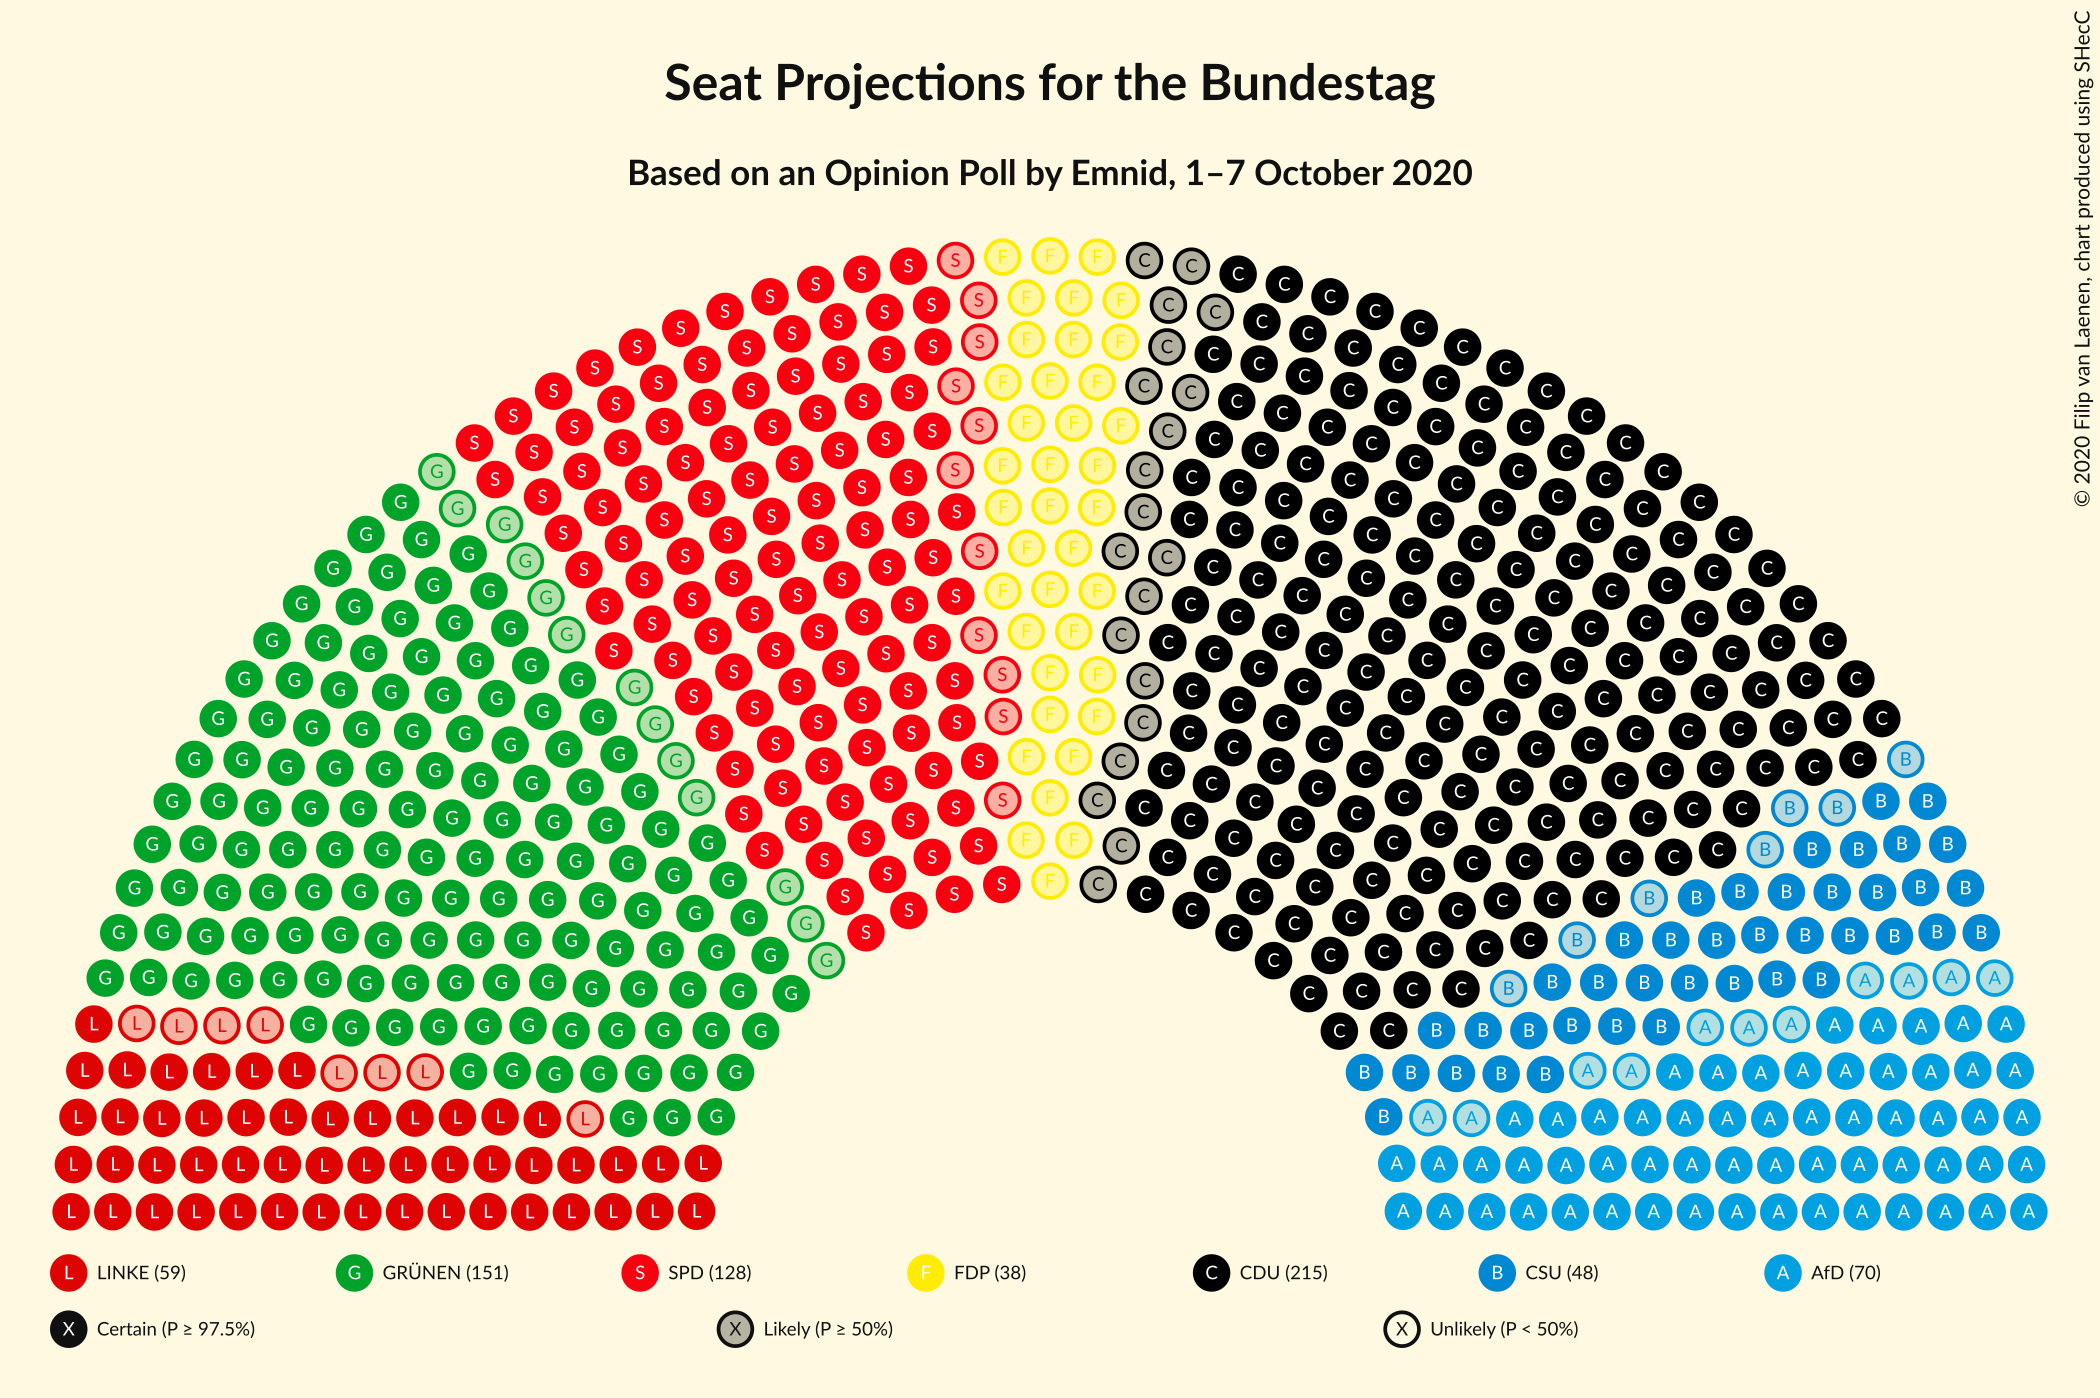 Seat Projections for the Bundestag
Based on an Opinion Poll by Emnid, 1–7 October 2020
© 2020 Filip van Laenen, chart produced using SHecC
L LINKE (59) G GRÜNEN (151) S SPD (128) F FDP (38) C CDU (215) B CSU (48) A AfD (70)
X Certain (P ≥ 97.5%) X Likely (P ≥ 50%) X Unlikely (P < 50%)